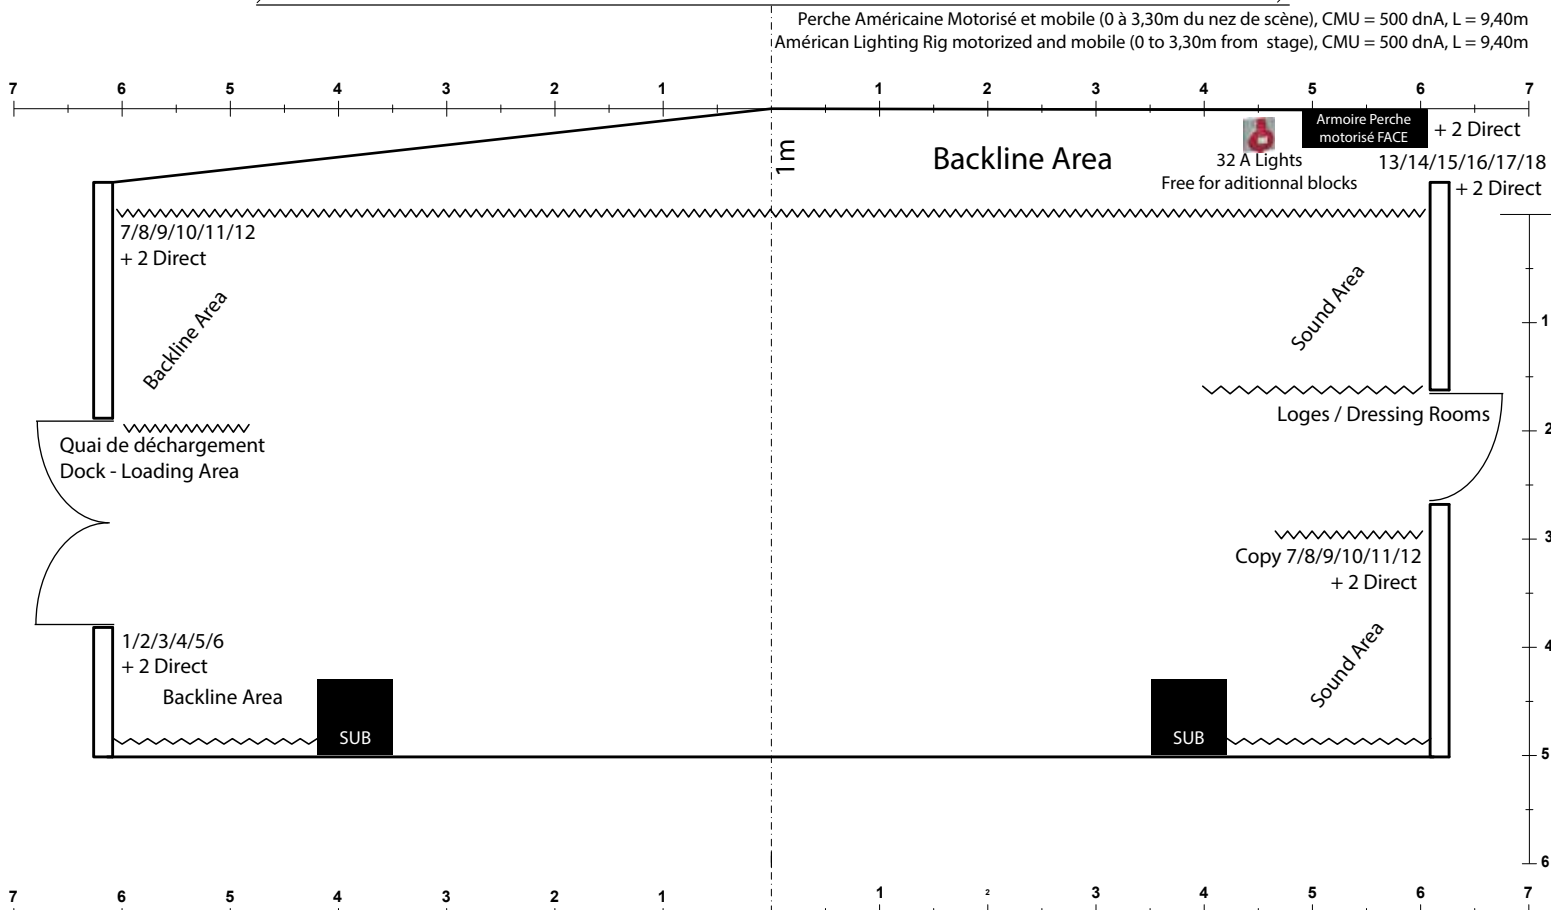 Perche Américaine Motorisé et mobile (0 à 3,30m du nez de scène), CMU = 500 dnA, L = 9,40m
Américan Lighting Rig motorized and mobile (0 to 3,30m from stage), CMU = 500 dnA, L = 9,40m
7 6 5 4 3 2 1 1 2 3 4 5 6 7
Armoire Perche
motorisé FACE
+ 2 Direct
1m
Backline Area
32 A Lights
Free for aditionnal blocks
13/14/15/16/17/18
+ 2 Direct
7/8/9/10/11/12
+ 2 Direct
Backline Area
Sound Area
1
Loges / Dressing Rooms
2
Quai de déchargement
Dock - Loading Area
3
Copy 7/8/9/10/11/12
+ 2 Direct
1/2/3/4/5/6
+ 2 Direct
4
Backline Area
Sound Area
SUB
SUB
5
6
7 6 5 4 3 2 1 1 2 3 4 5 6 7